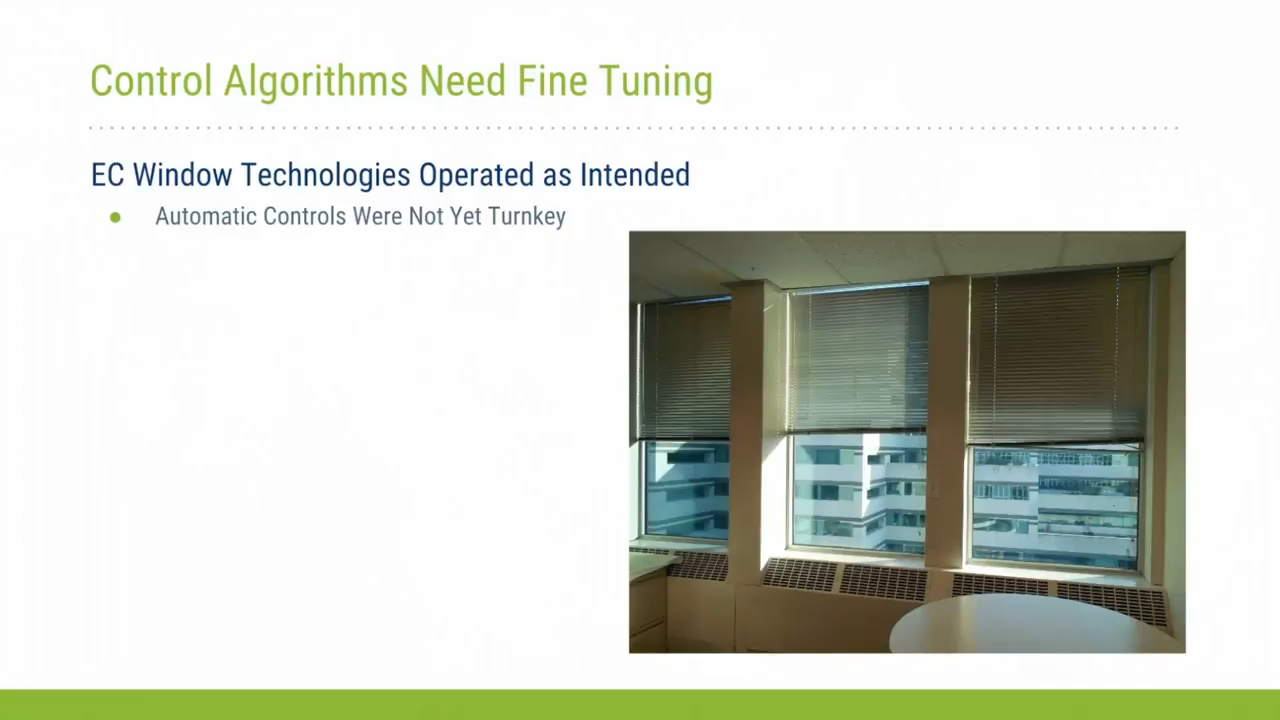 Control Algorithms Need Fine Tuning
EC Window Technologies Operated as Intended
Automatic Controls Were Not Yet Turnkey